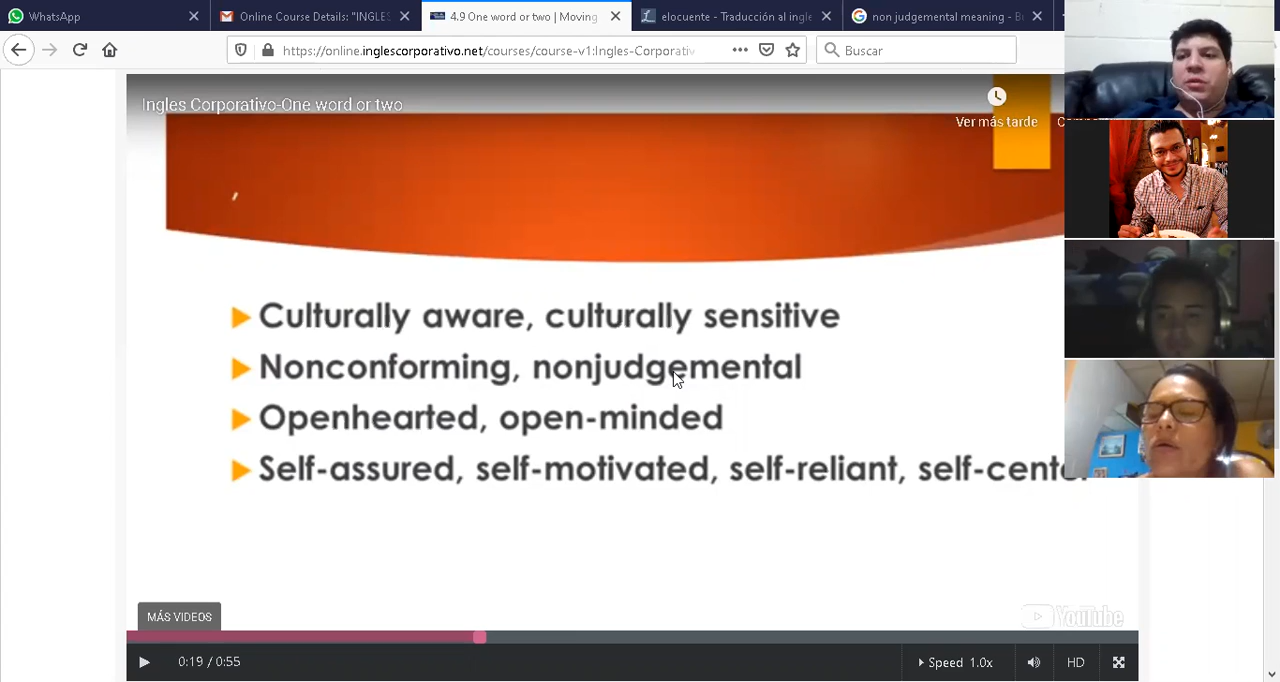 WhatsApp
Online Course Details: "INGLES
4.9 One word or two | Moving
elocuente - Traducción al ingle
non judgemental meaning - B
https://online.inglescorporativo.net/courses/course-v1:Ingles-Corporativ
Buscar
Ingles Corporativo-One word or two
Ver más tarde
Culturally aware, culturally sensitive
Nonconforming, nonjudgemental
Openhearted, open-minded
Self-assured, self-motivated, self-reliant, self-cente
MÁS VIDEOS
YouTube
0:19 / 0:55
Speed 1.0x
HD